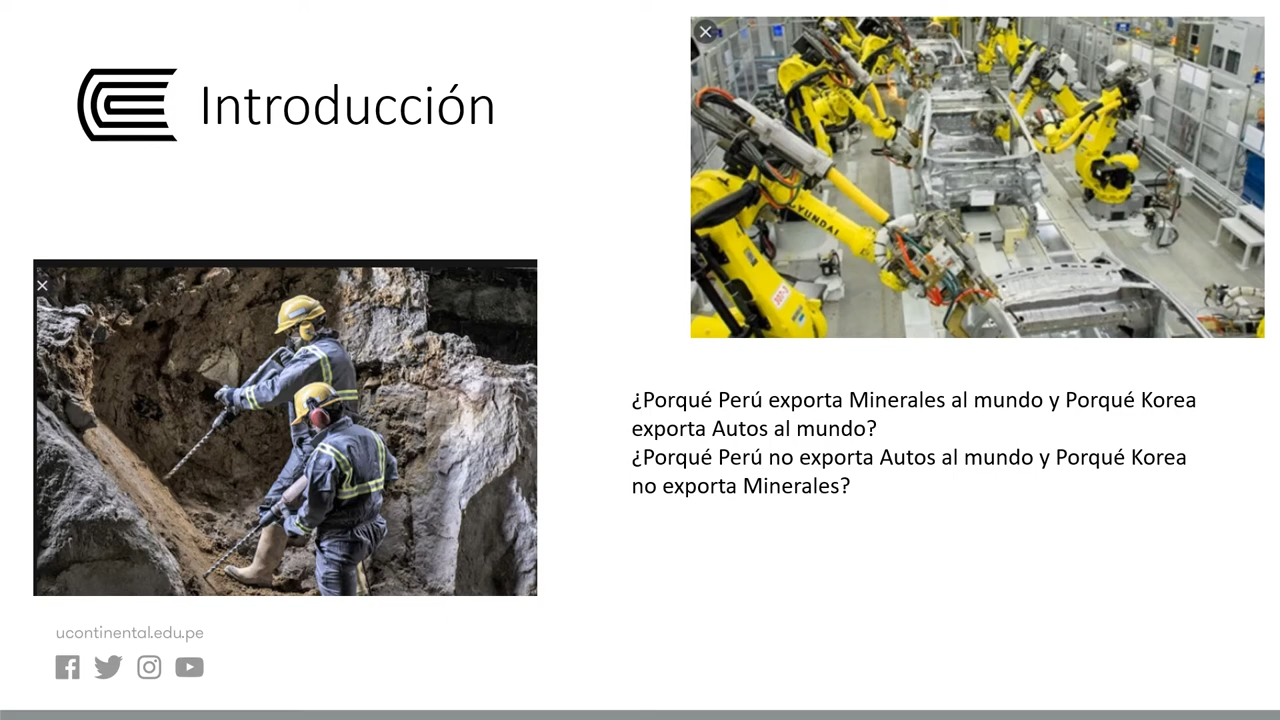 Introducción
HYUNDAI
¿Porqué Perú exporta Minerales al mundo y Porqué Korea
exporta Autos al mundo?
¿Porqué Perú no exporta Autos al mundo y Porqué Korea
no exporta Minerales?
ucontinental.edu.pe